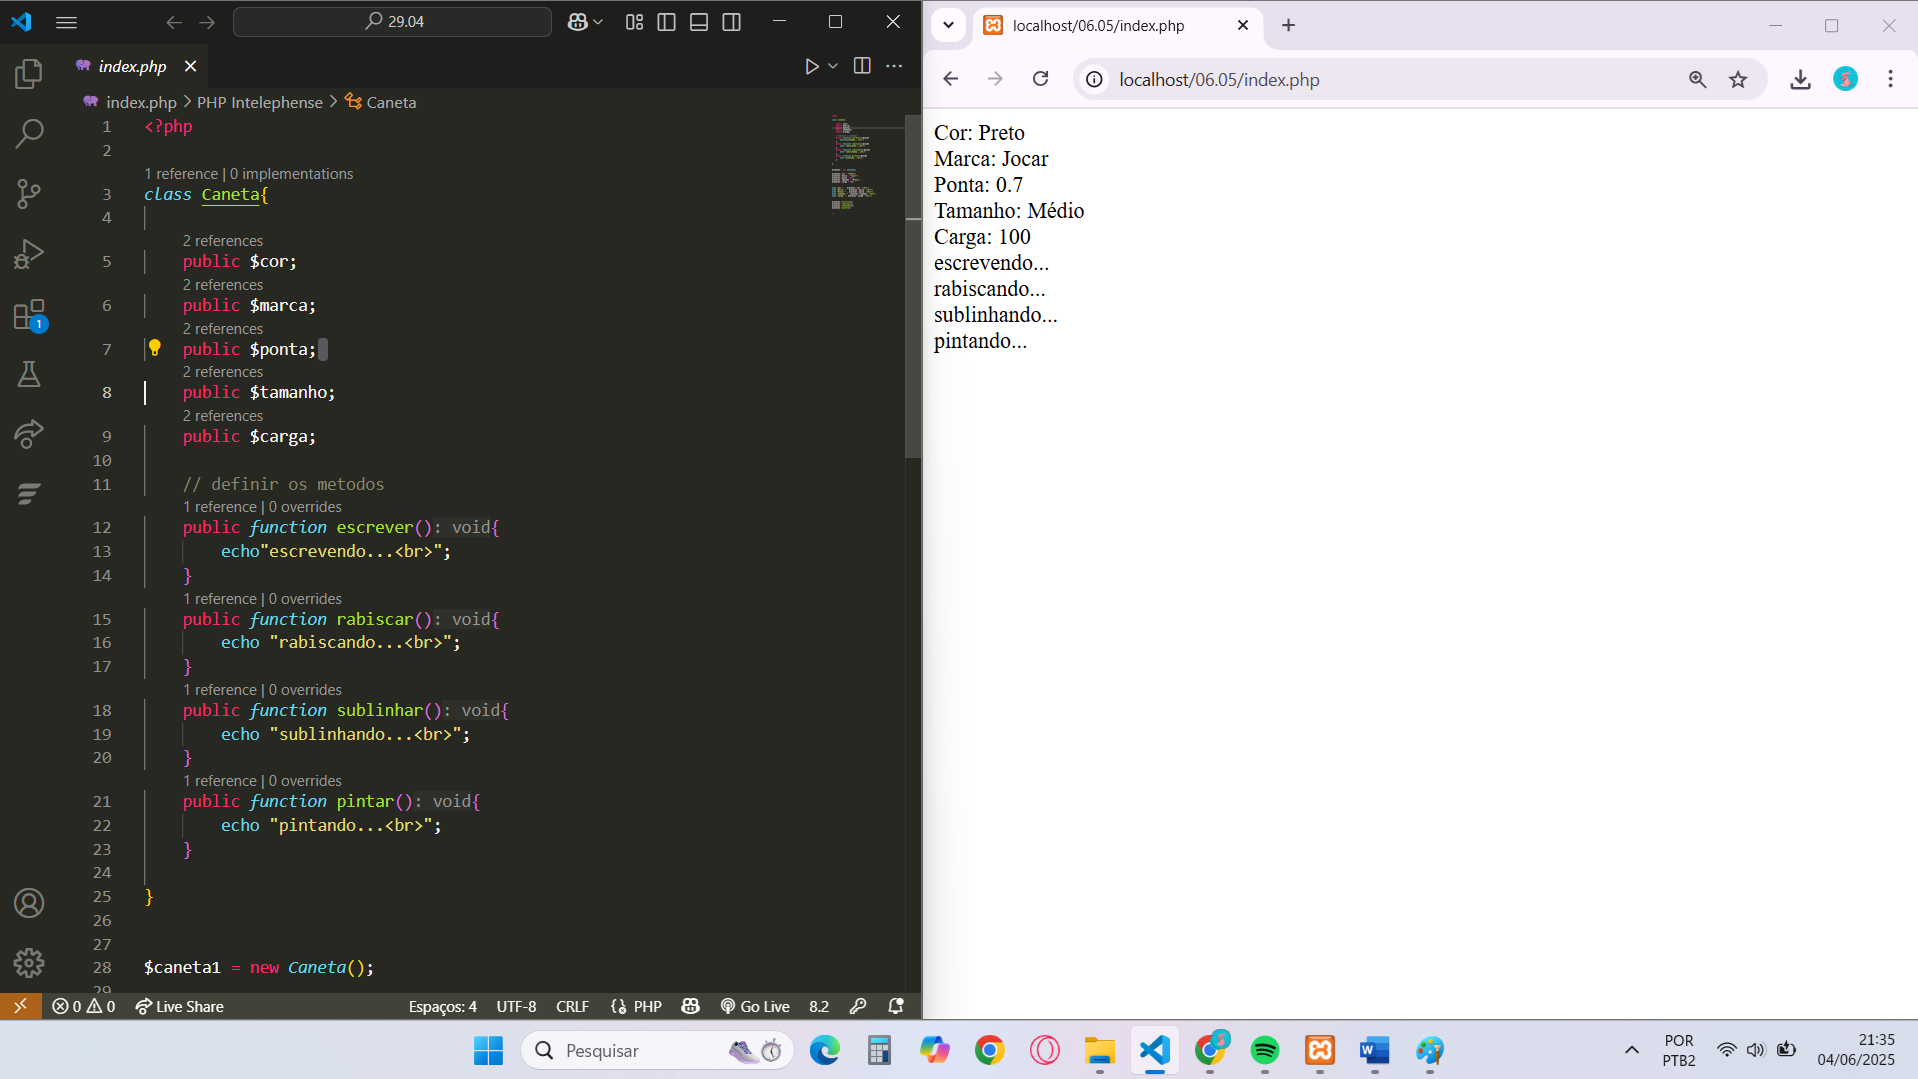 29.04
index.php
index.php > PHP Intelephense > Caneta
1 <?php
2
1 reference | 0 implementations
3 class Caneta{
4
2 references
5 public $cor;
2 references
6 public $marca;
2 references
7 public $ponta;
2 references
8 public $tamanho;
2 references
9 public $carga;
10
11 // definir os metodos
1 reference | 0 overrides
12 public function escrever(): void{
13 echo"escrevendo...<br>";
14 }
1 reference | 0 overrides
15 public function rabiscar(): void{
16 echo "rabiscando...<br>";
17 }
1 reference | 0 overrides
18 public function sublinhar(): void{
19 echo "sublinhando...<br>";
20 }
1 reference | 0 overrides
21 public function pintar(): void{
22 echo "pintando...<br>";
23 }
24
25 }
26
27
28 $caneta1 = new Caneta();
29
1
0 0 Live Share Espaços: 4 UTF-8 CRLF {} PHP Go Live 8.2
localhost/06.05/index.php
localhost/06.05/index.php
Cor: Preto
Marca: Jocar
Ponta: 0.7
Tamanho: Médio
Carga: 100
escrevendo...
rabiscando...
sublinhando...
pintando...
Pesquisar
W
POR
PTB2
21:35
04/06/2025